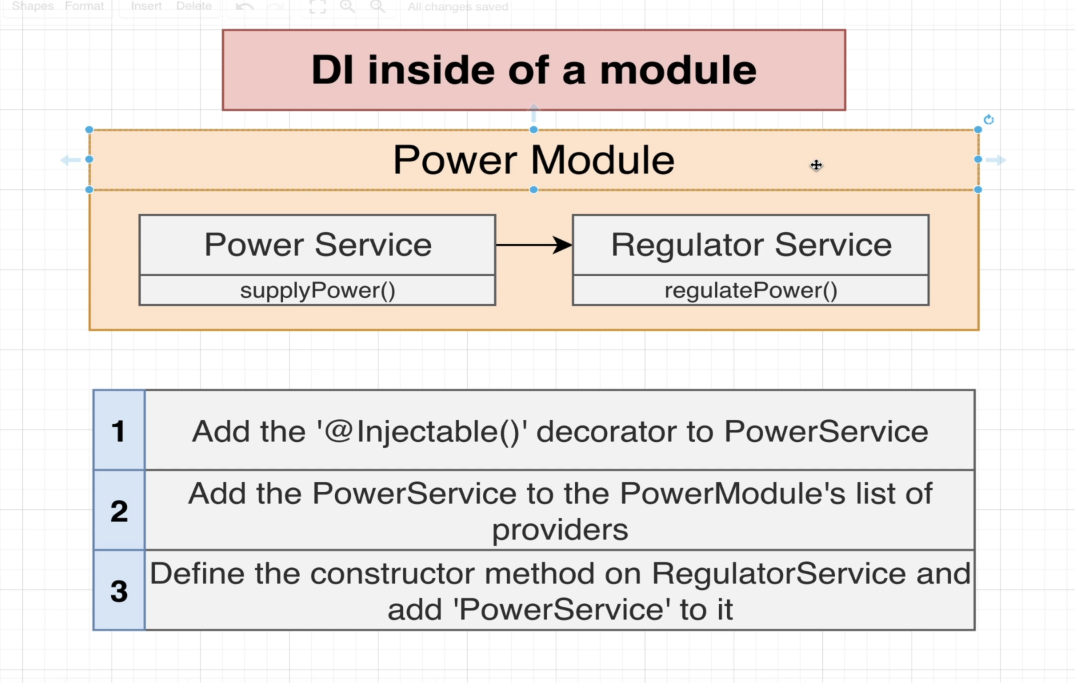 Shapes Format Insert Delete All changes saved
DI inside of a module
Power Module
Power Service
supplyPower()
Regulator Service
regulatePower()
1
Add the '@Injectable()' decorator to PowerService
2
Add the PowerService to the PowerModule's list of
providers
3
Define the constructor method on RegulatorService and
add 'PowerService' to it